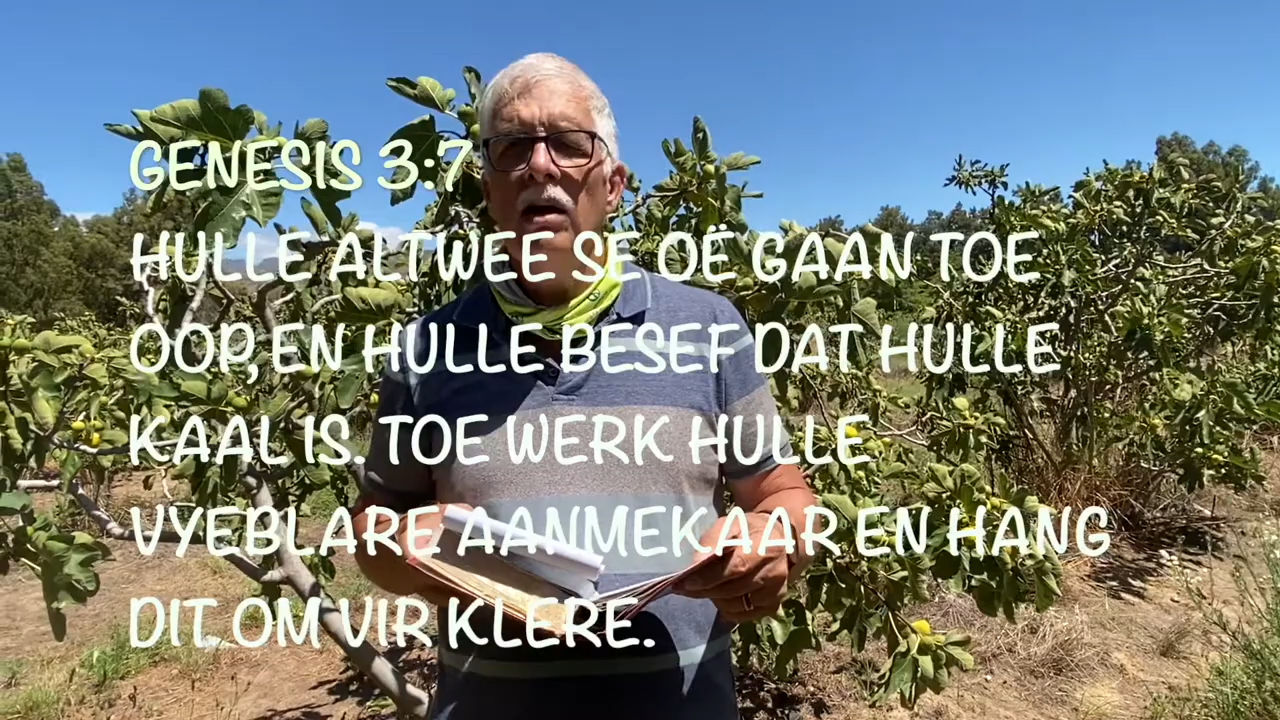 GENESIS 3:7
HULLE ALTWEE SE OË GAAN TOE
OOP, EN HULLE BESEF DAT HULLE
KAAL IS. TOE WERK HULLE
VYEBLARE AANMEKAAR EN HANG
DIT OM VIR KLERE.